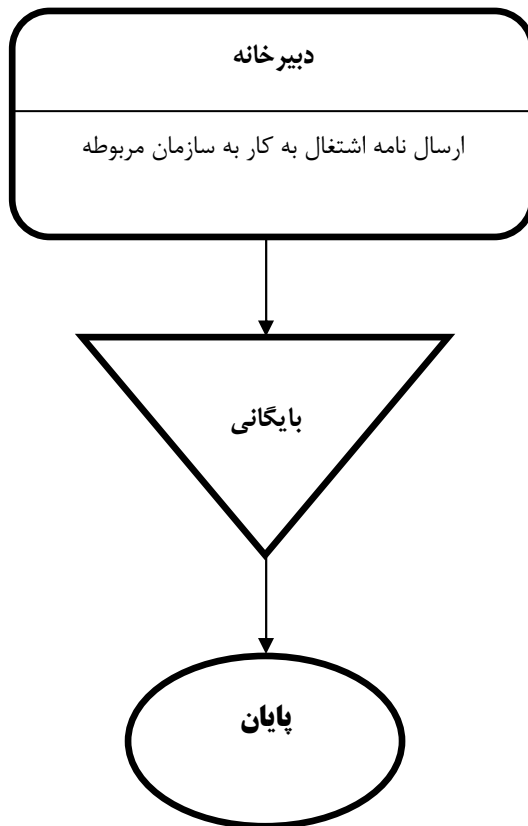 دبیرخانه
ارسال نامه اشتغال به کار به سازمان مربوطه
بایگانی
پایان